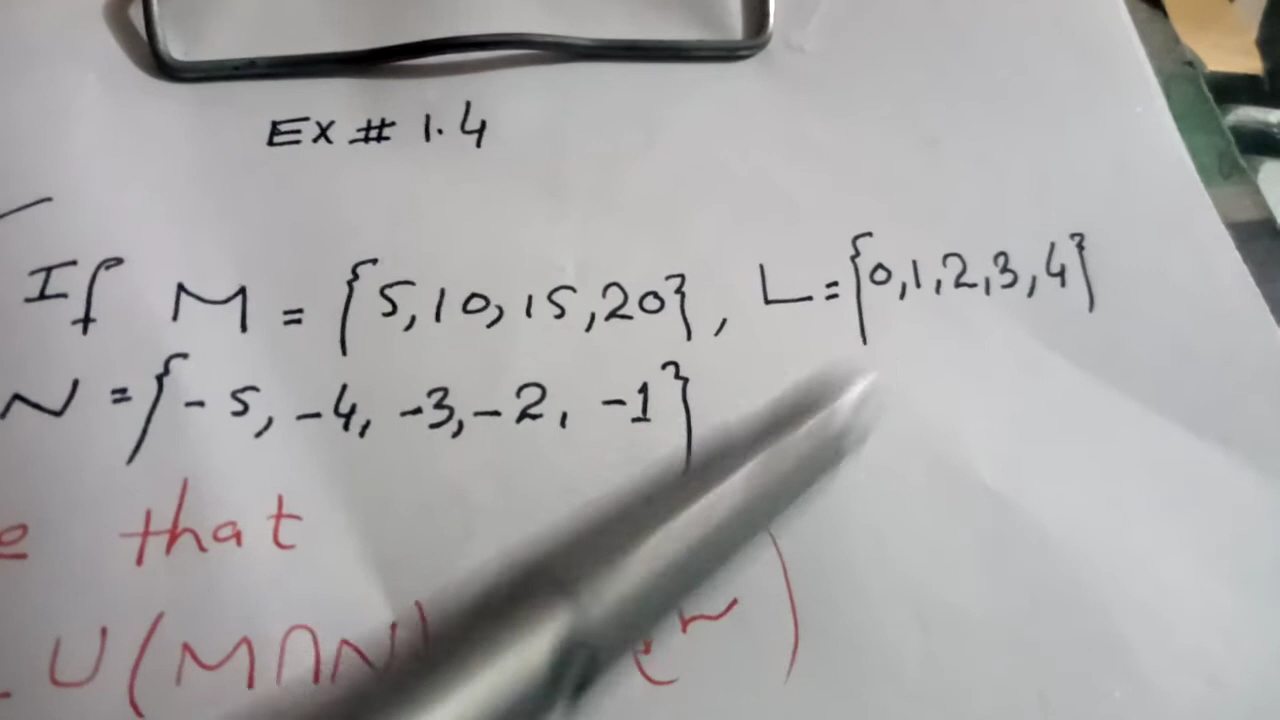 Ex # 1.4
If M = {5, 10, 15, 20}, L = {0, 1, 2, 3, 4}
N = {-5, -4, -3, -2, -1}
that
U (M ∩ N)